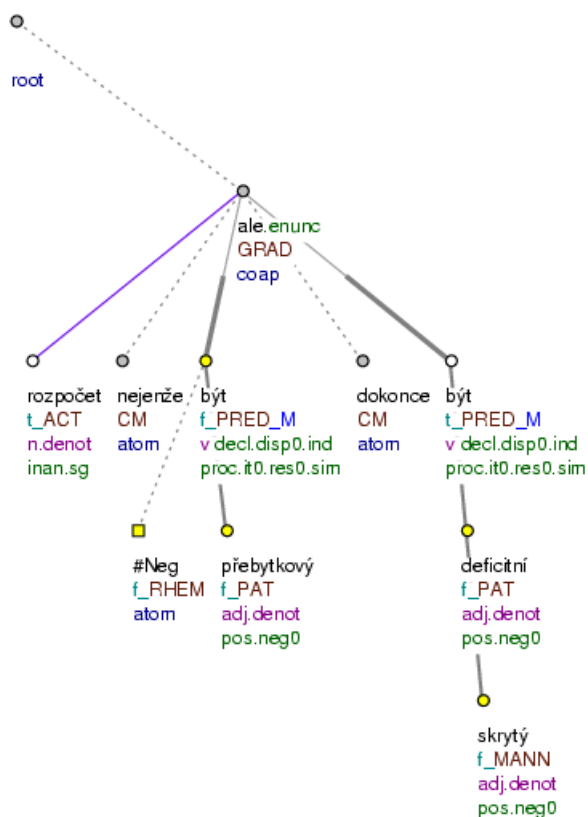 root
ale.enunc
GRAD
coap
rozpočet
t_ACT
n.denot
inan.sg
nejenže
CM
atom
být
f_PRED_M
v decl.disp0.ind
proc.it0.res0.sim
dokonce
CM
atom
být
t_PRED_M
v decl.disp0.ind
proc.it0.res0.sim
#Neg
f_RHEM
atom
přebytkový
f_PAT
adj.denot
pos.neg0
deficitní
f_PAT
adj.denot
pos.neg0
skrytý
f_MANN
adj.denot
pos.neg0